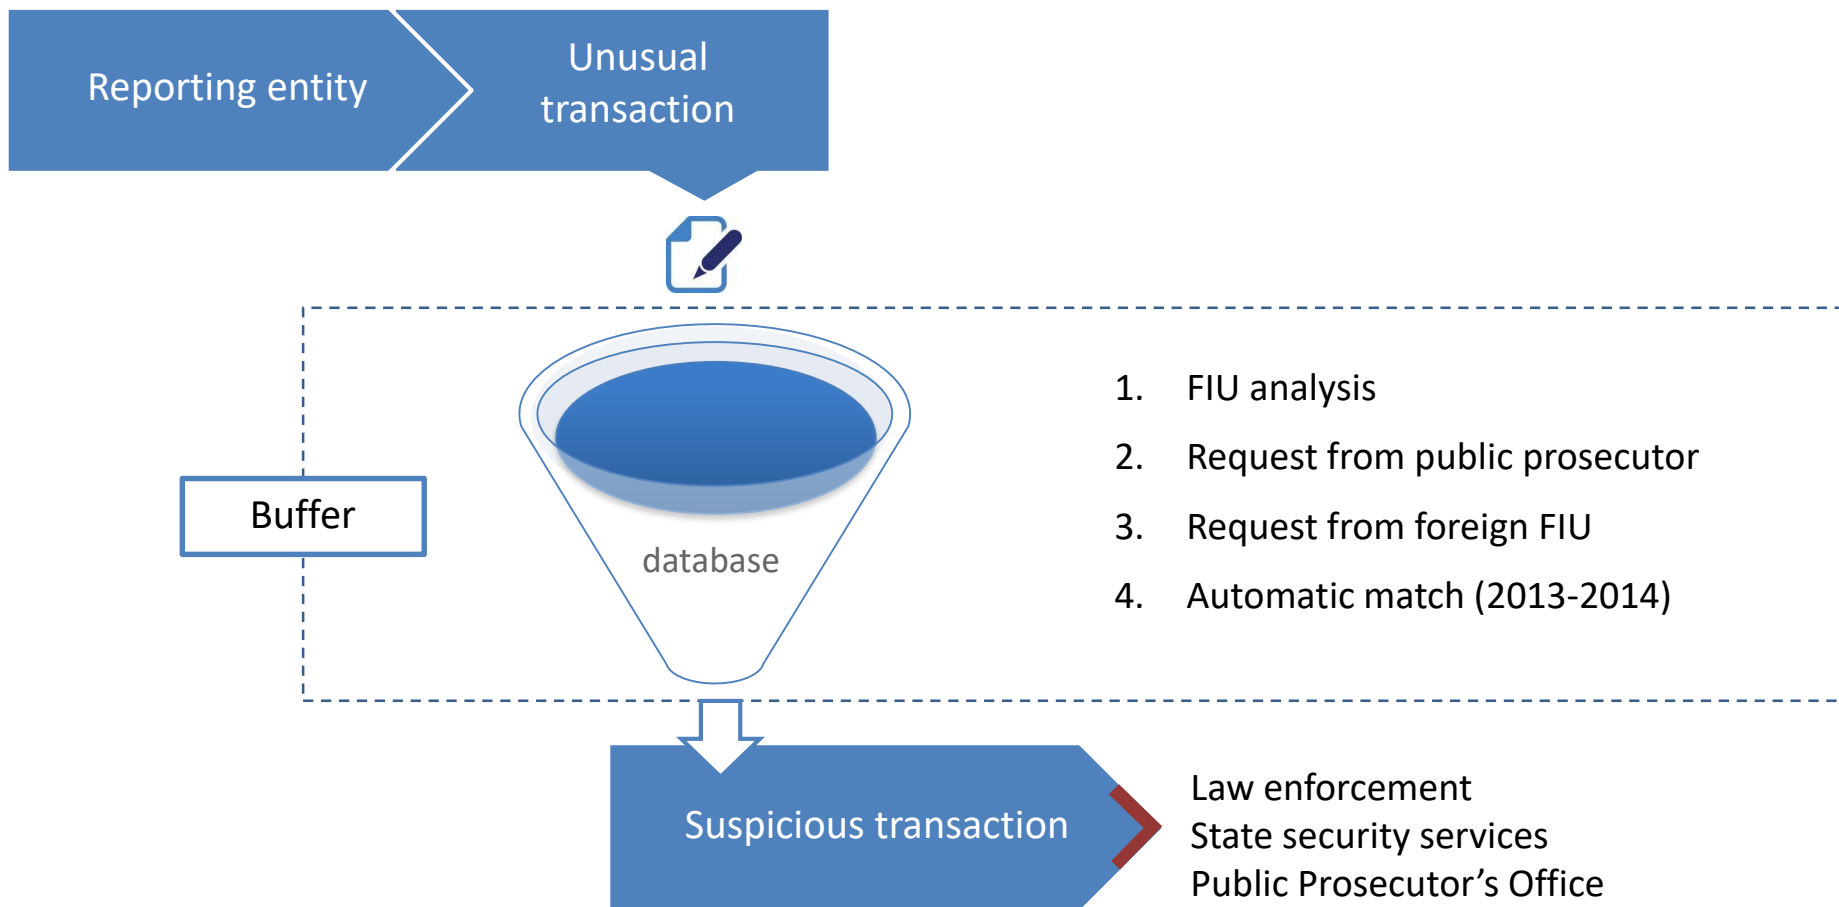 Reporting entity
Unusual
transaction
Buffer
database
1. FIU analysis
2. Request from public prosecutor
3. Request from foreign FIU
4. Automatic match (2013-2014)
Suspicious transaction
Law enforcement
State security services
Public Prosecutor’s Office